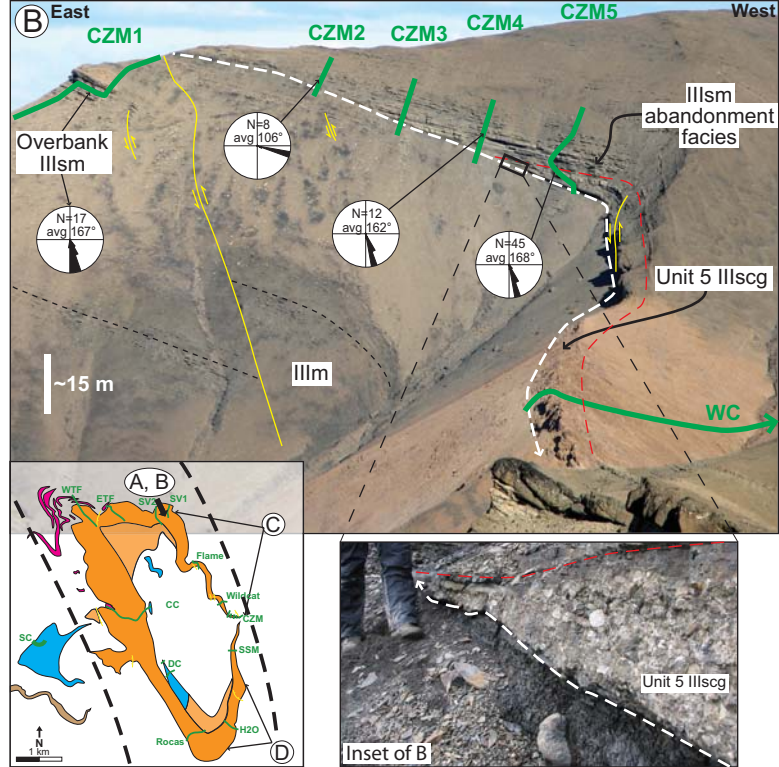 B
East
West
CZM1
CZM2
CZM3
CZM4
CZM5
IIIsm
abandonment
facies
Overbank
IIIsm
N=8
avg 106°
N=17
avg 167°
N=12
avg 162°
N=45
avg 168°
Unit 5 IIIscg
~15 m
IIIm
WC
A, B
WTF
ETF
SV2
SV1
C
Flame
Wildcat
CC
CZM
SC
SSM
DC
N
1 km
Rocas
H2O
D
Unit 5 IIIscg
Inset of B